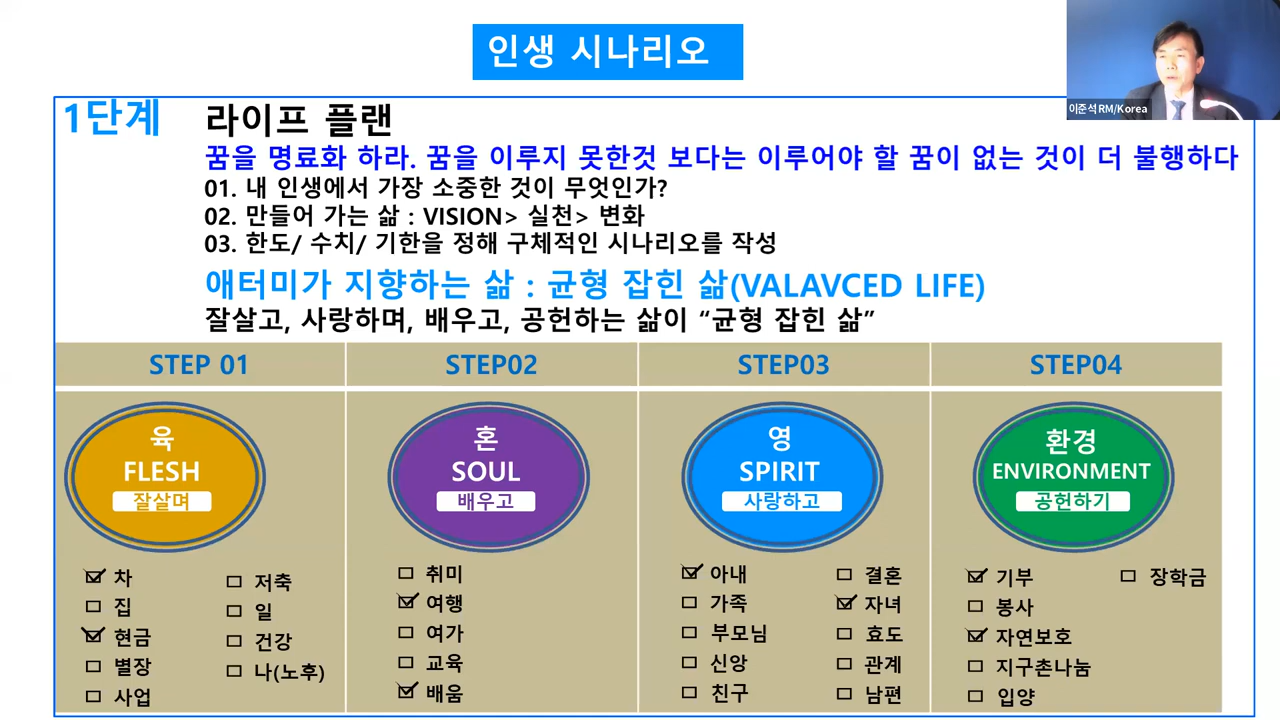 인생 시나리오
이준석 RM/Korea
1단계 라이프 플랜
꿈을 명료화 하라. 꿈을 이루지 못한것 보다는 이루어야 할 꿈이 없는 것이 더 불행하다
01. 내 인생에서 가장 소중한 것이 무엇인가?
02. 만들어 가는 삶 : VISION> 실천> 변화
03. 한도/ 수치/ 기한을 정해 구체적인 시나리오를 작성
애터미가 지향하는 삶 : 균형 잡힌 삶(VALAVCED LIFE)
잘살고, 사랑하며, 배우고, 공헌하는 삶이 “균형 잡힌 삶”
STEP 01
육
FLESH
잘살며
차
집
현금
별장
사업
저축
일
건강
나(노후)
STEP02
혼
SOUL
배우고
취미
여행
여가
교육
배움
STEP03
영
SPIRIT
사랑하고
아내
가족
부모님
신앙
친구
결혼
자녀
효도
관계
남편
STEP04
환경
ENVIRONMENT
공헌하기
기부
봉사
자연보호
지구촌나눔
입양
장학금